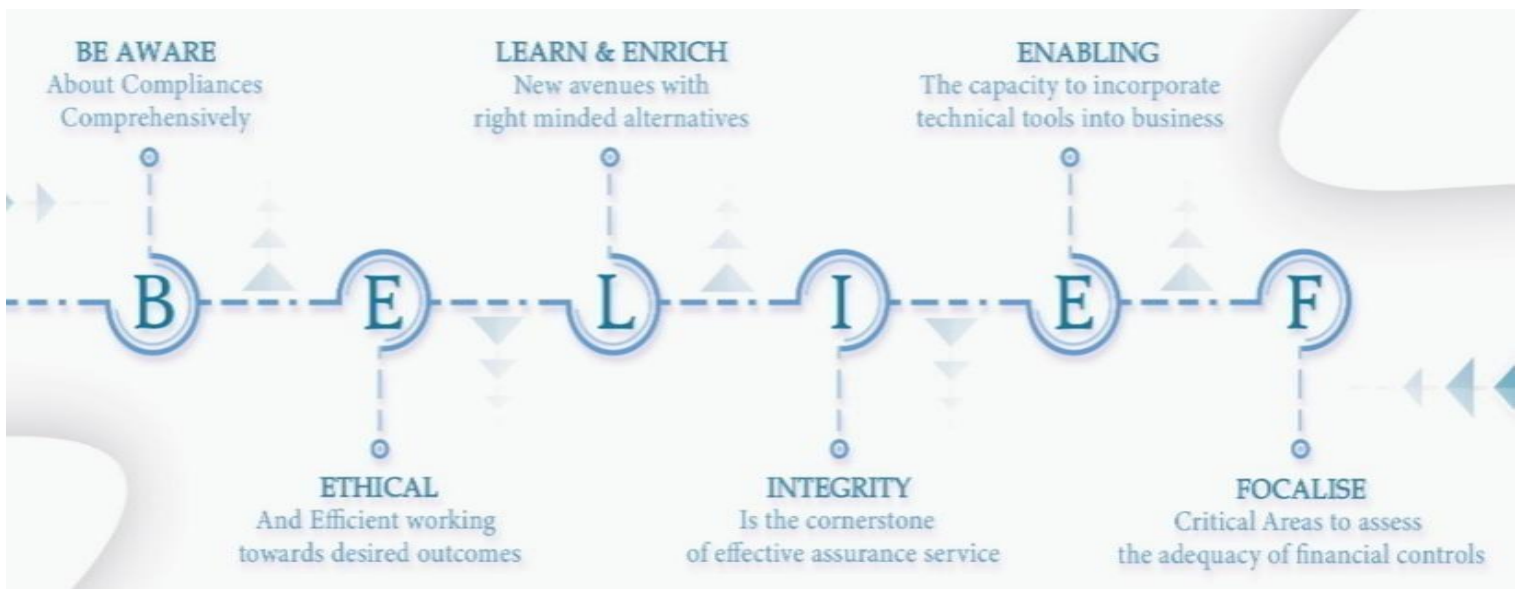 BE AWARE
About Compliances
Comprehensively
LEARN & ENRICH
New avenues with
right minded alternatives
ENABLING
The capacity to incorporate
technical tools into business
B
E
L
I
E
F
ETHICAL
And Efficient working
towards desired outcomes
INTEGRITY
Is the cornerstone
of effective assurance service
FOCALISE
Critical Areas to assess
the adequacy of financial controls